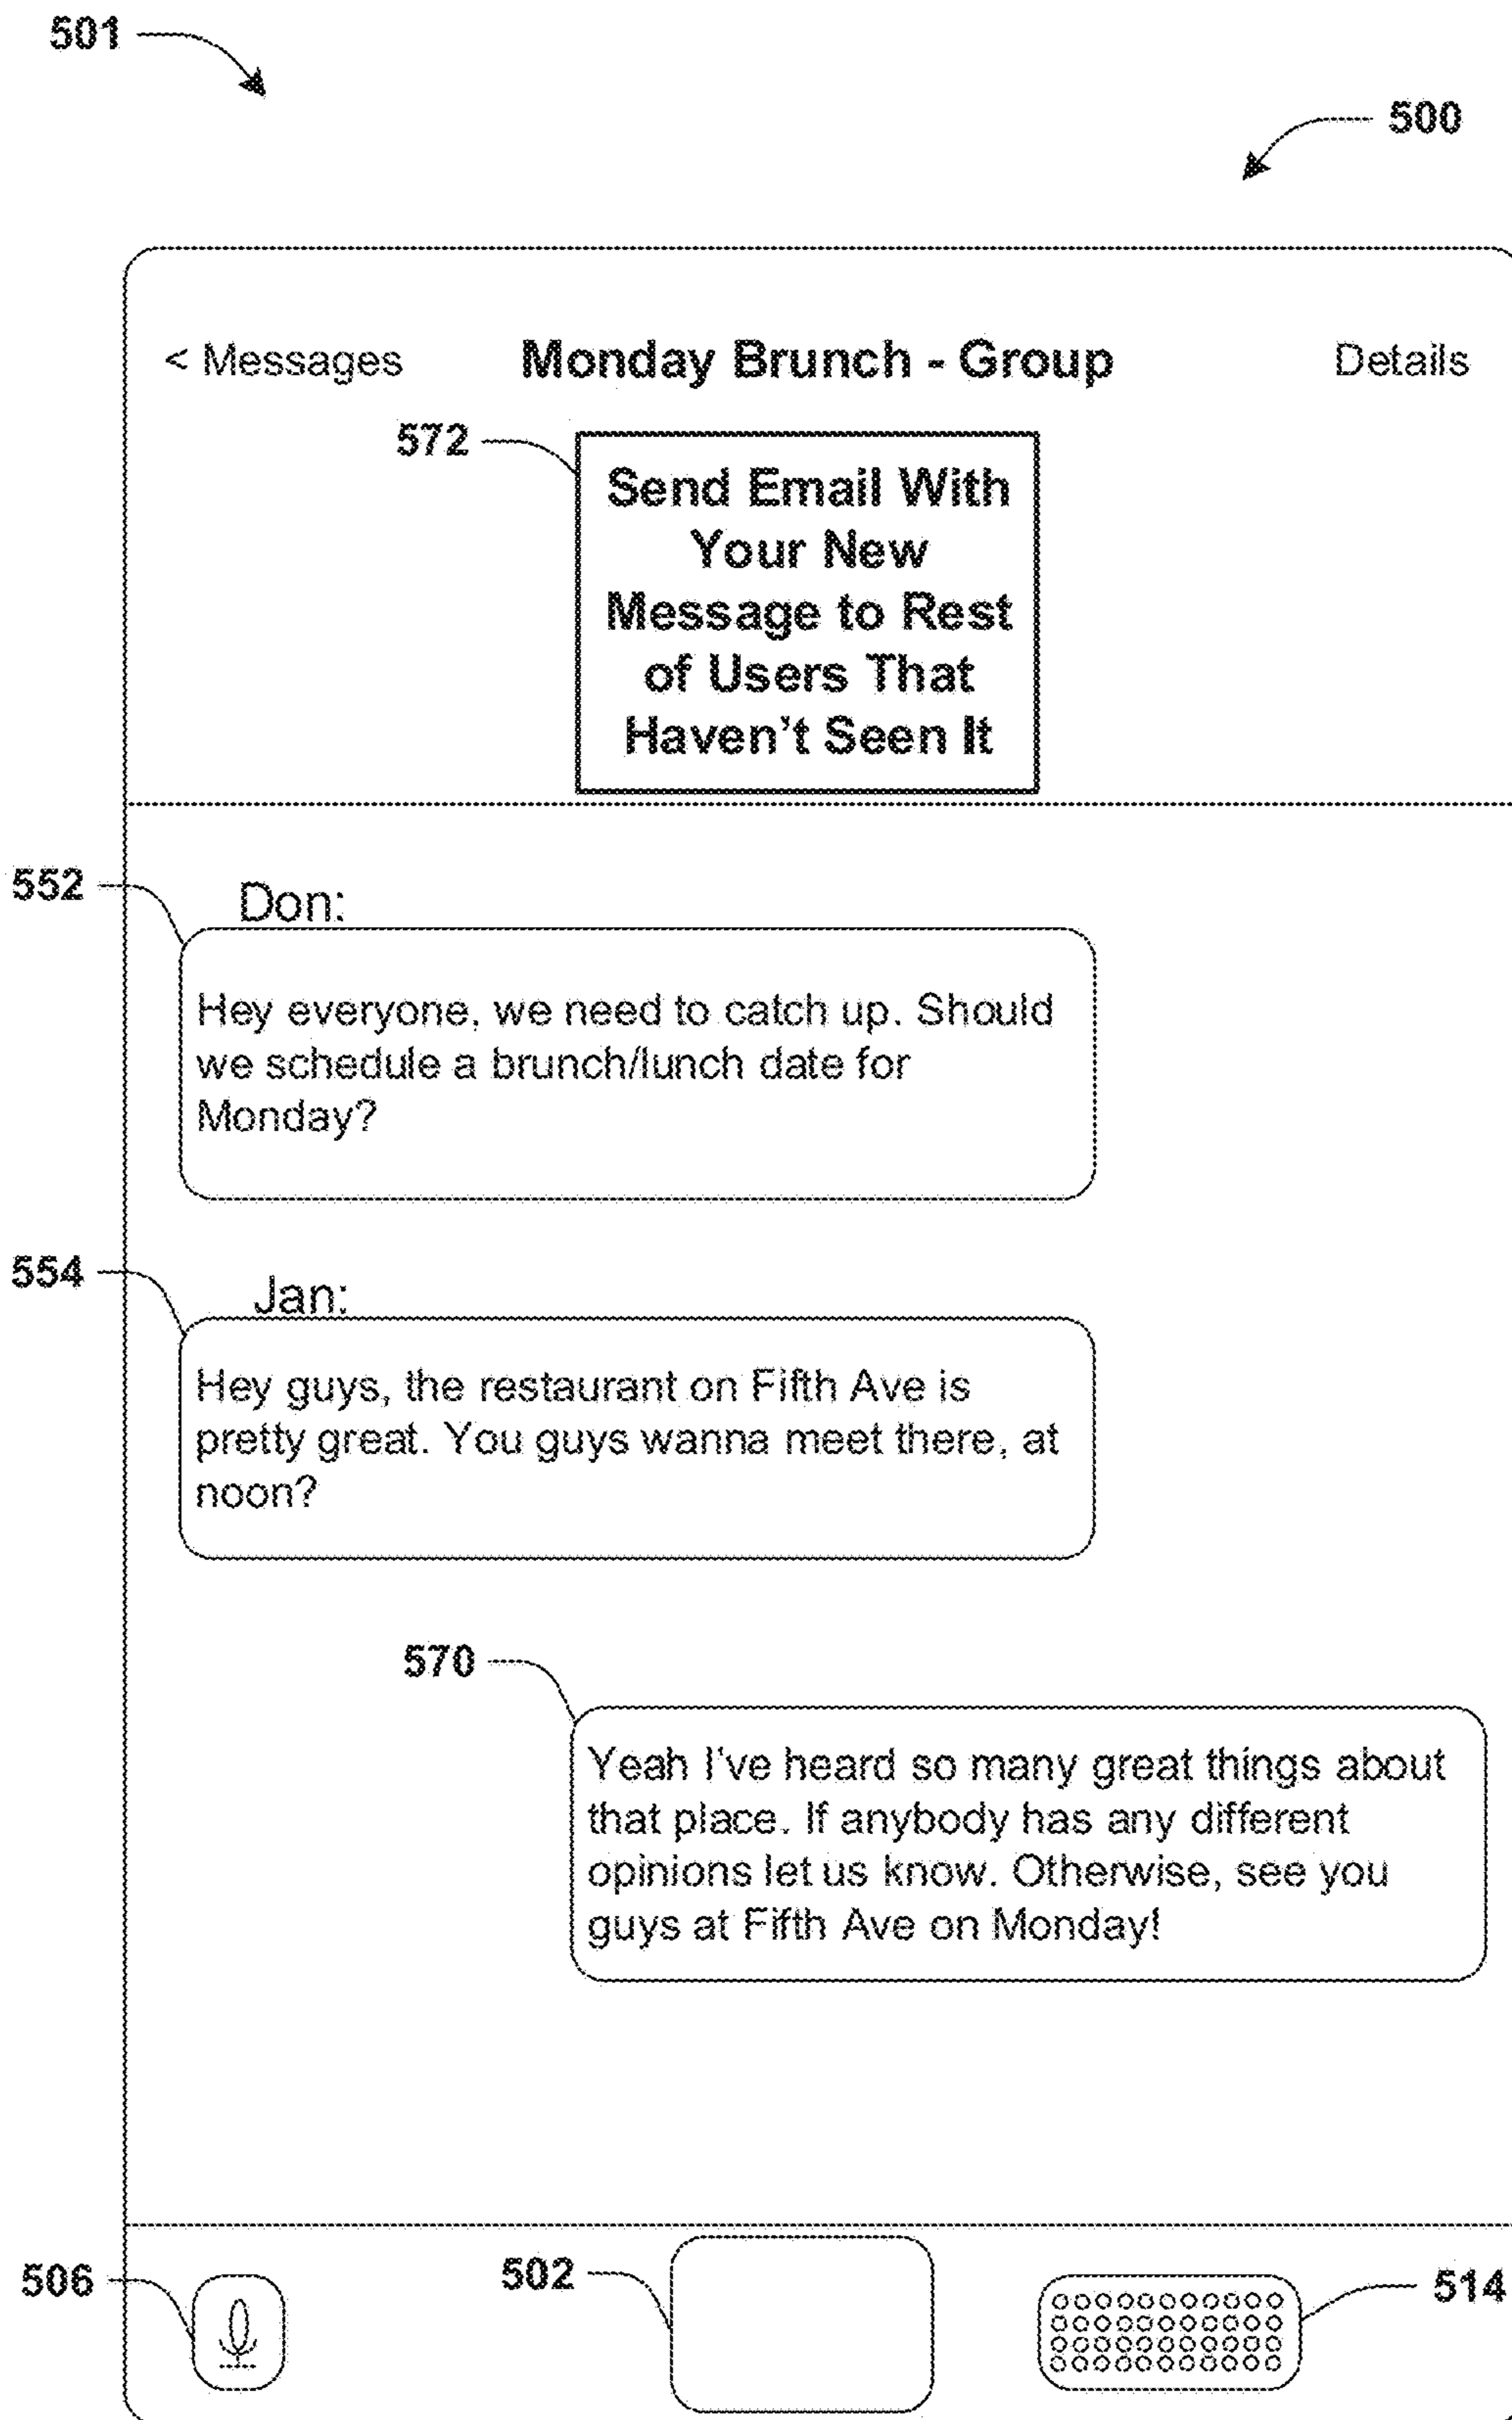 501
500
< Messages Monday Brunch - Group Details
572
Send Email With
Your New
Message to Rest
of Users That
Haven't Seen It
552
Don:
Hey everyone, we need to catch up. Should
we schedule a brunch/lunch date for
Monday?
554
Jan:
Hey guys, the restaurant on Fifth Ave is
pretty great. You guys wanna meet there, at
noon?
570
Yeah I've heard so many great things about
that place. If anybody has any different
opinions let us know. Otherwise, see you
guys at Fifth Ave on Monday!
506
502
514